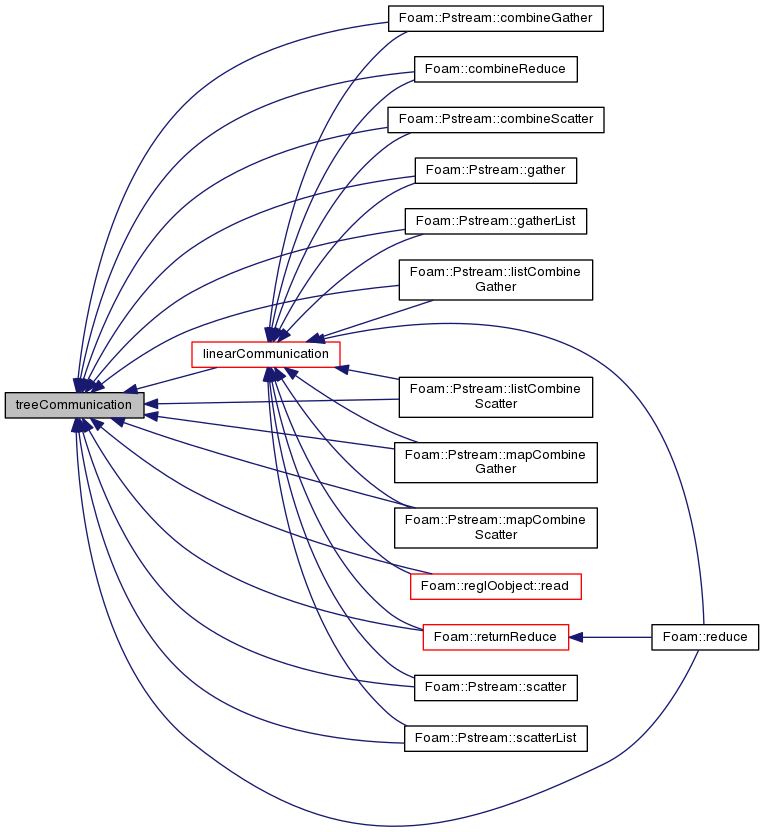 Foam::Pstream::combineGather
Foam::combineReduce
Foam::Pstream::combineScatter
Foam::Pstream::gather
Foam::Pstream::gatherList
Foam::Pstream::listCombine
Gather
linearCommunication
Foam::Pstream::listCombine
Scatter
treeCommunication
Foam::Pstream::mapCombine
Gather
Foam::Pstream::mapCombine
Scatter
Foam::regIOobject::read
Foam::returnReduce
Foam::reduce
Foam::Pstream::scatter
Foam::Pstream::scatterList